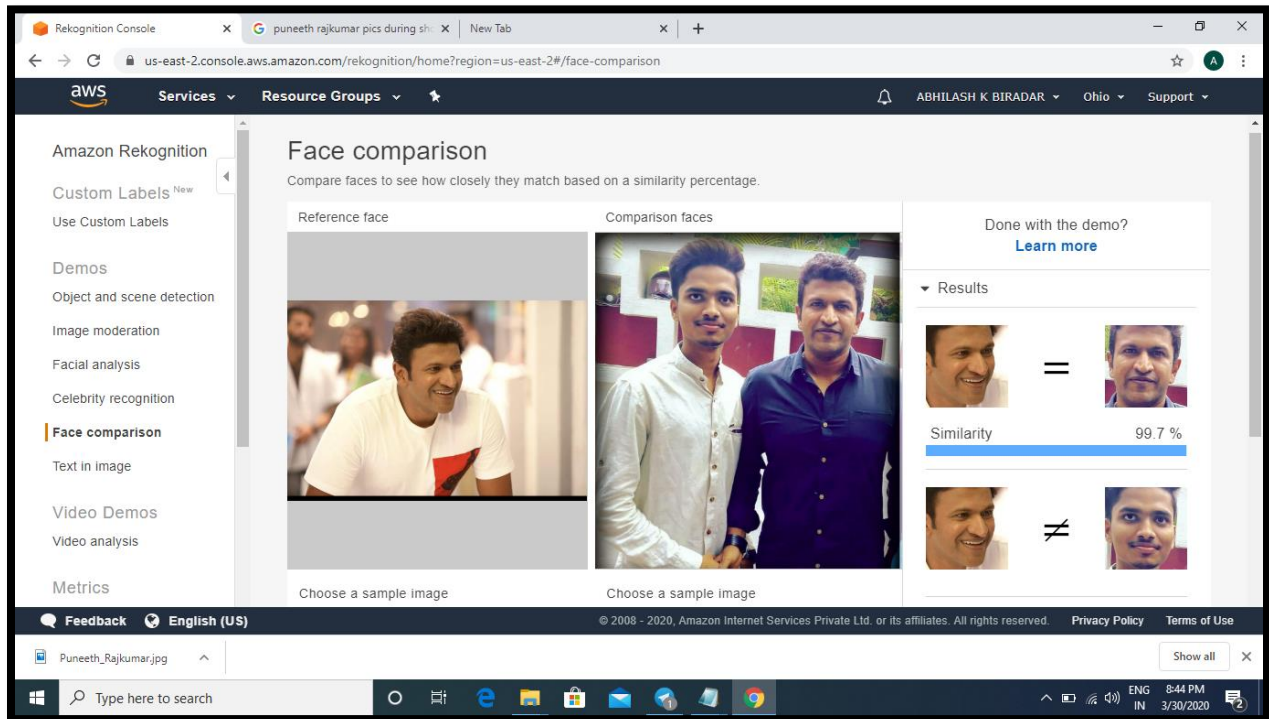 Rekognition Console
puneeth rajkumar pics during sh
New Tab
us-east-2.console.aws.amazon.com/rekognition/home?region=us-east-2#/face-comparison
A
aws Services Resource Groups ABHILASH K BIRADAR Ohio Support
Amazon Rekognition
Custom Labels New
Use Custom Labels
Demos
Object and scene detection
Image moderation
Facial analysis
Celebrity recognition
Face comparison
Text in image
Video Demos
Video analysis
Metrics
Face comparison
Compare faces to see how closely they match based on a similarity percentage.
Reference face
Comparison faces
Choose a sample image
Choose a sample image
Done with the demo?
Learn more
Results
=
Similarity 99.7 %
≠
Feedback English (US) © 2008 - 2020, Amazon Internet Services Private Ltd. or its affiliates. All rights reserved. Privacy Policy Terms of Use
Puneeth_Rajkumar.jpg Show all
Type here to search
ENG
IN
8:44 PM
3/30/2020
2